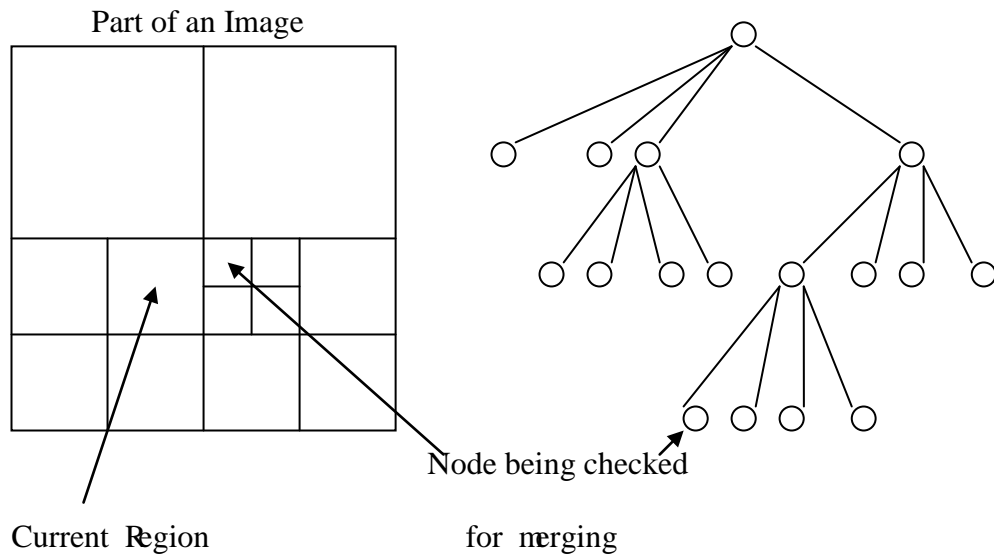 Part of an Image
Node being checked
Current Region
for merging